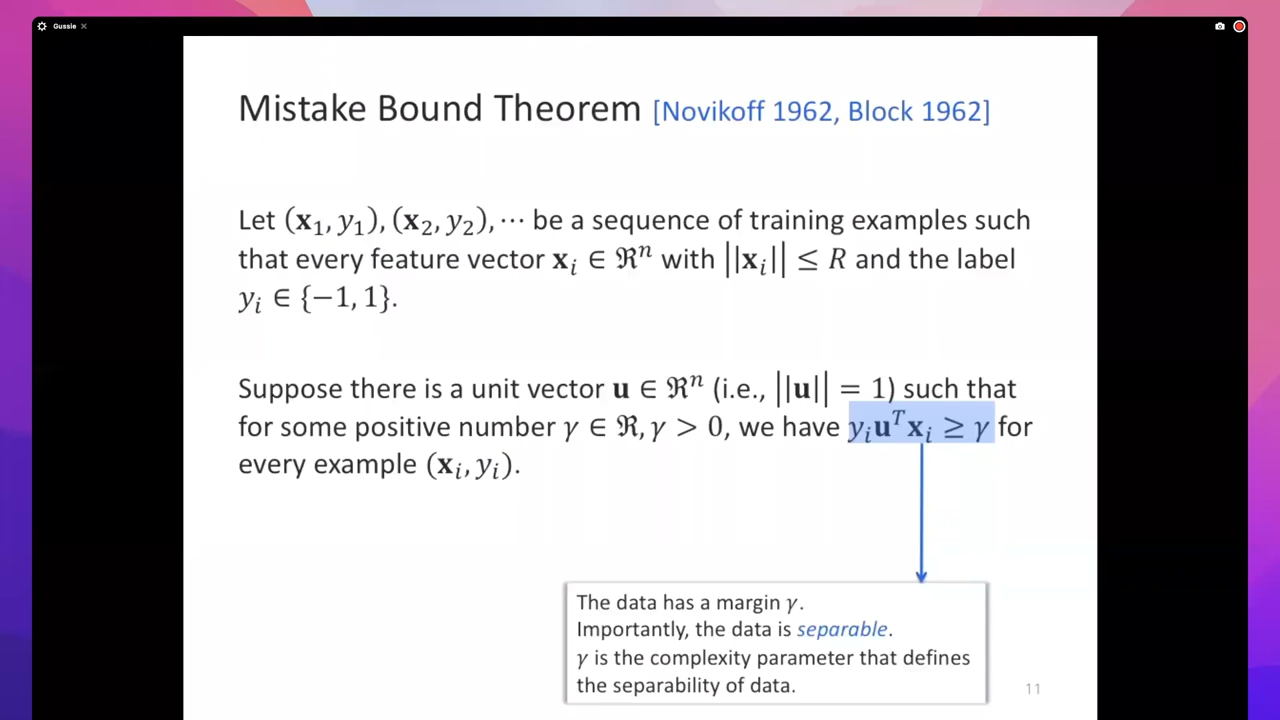 Gussie
Mistake Bound Theorem [Novikoff 1962, Block 1962]
Let (𝐱₁, y₁), (𝐱₂, y₂), ⋯ be a sequence of training examples such
that every feature vector 𝐱ᵢ ∈ ℜⁿ with ||𝐱ᵢ|| ≤ R and the label
yᵢ ∈ {−1, 1}.
Suppose there is a unit vector 𝐮 ∈ ℜⁿ (i.e., ||𝐮|| = 1) such that
for some positive number γ ∈ ℜ, γ > 0, we have yᵢ𝐮ᵀ𝐱ᵢ ≥ γ for
every example (𝐱ᵢ, yᵢ).
The data has a margin γ.
Importantly, the data is separable.
γ is the complexity parameter that defines
the separability of data.
11